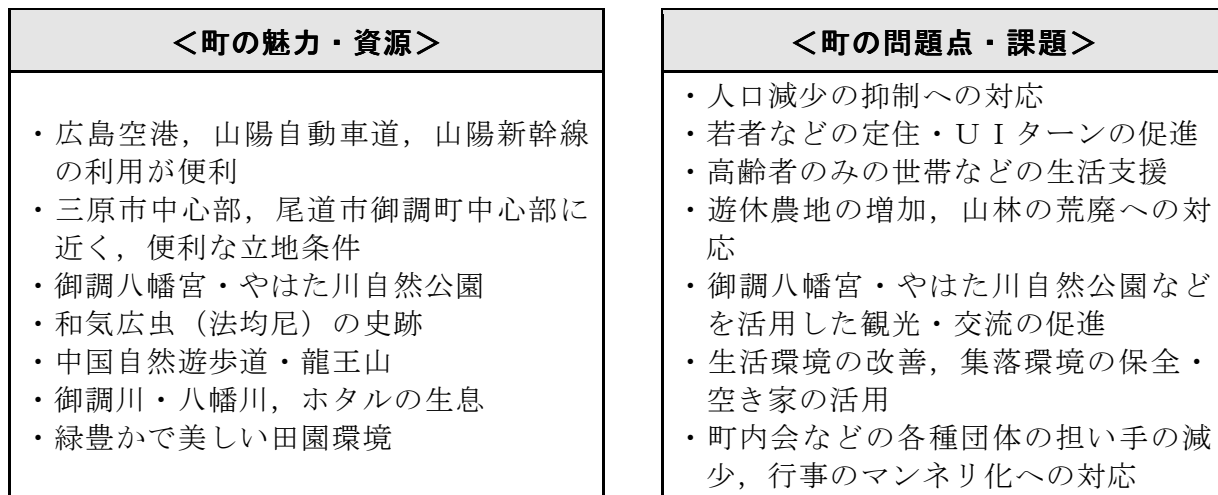 ＜町の魅力・資源＞
・広島空港，山陽自動車道，山陽新幹線
の利用が便利
・三原市中心部，尾道市御調町中心部に
近く，便利な立地条件
・御調八幡宮・やはた川自然公園
・和気広虫（法均尼）の史跡
・中国自然遊歩道・龍王山
・御調川・八幡川，ホタルの生息
・緑豊かで美しい田園環境
＜町の問題点・課題＞
・人口減少の抑制への対応
・若者などの定住・ＵＩターンの促進
・高齢者のみの世帯などの生活支援
・遊休農地の増加，山林の荒廃への対
応
・御調八幡宮・やはた川自然公園など
を活用した観光・交流の促進
・生活環境の改善，集落環境の保全・
空き家の活用
・町内会などの各種団体の担い手の減
少，行事のマンネリ化への対応